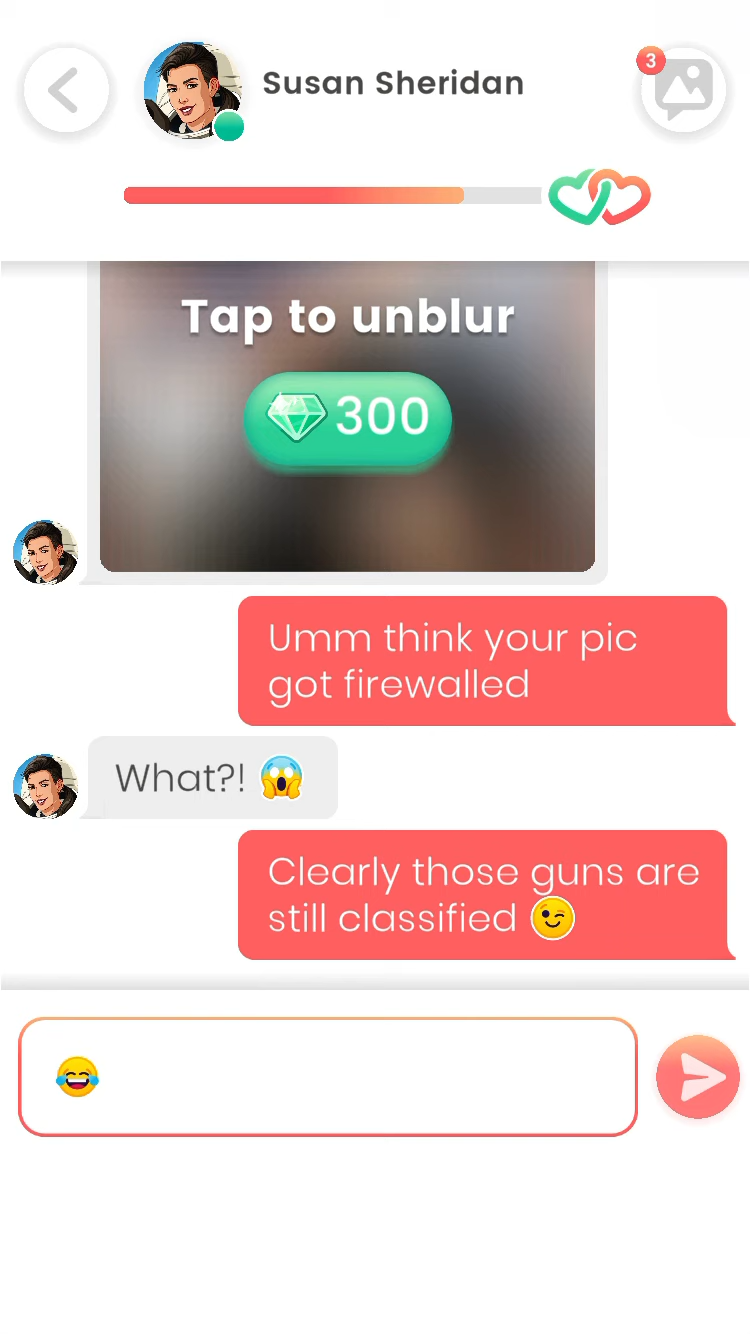 Susan Sheridan
3
Tap to unblur
300
Umm think your pic
got firewalled
What?! 😱
Clearly those guns are
still classified 😉
😂